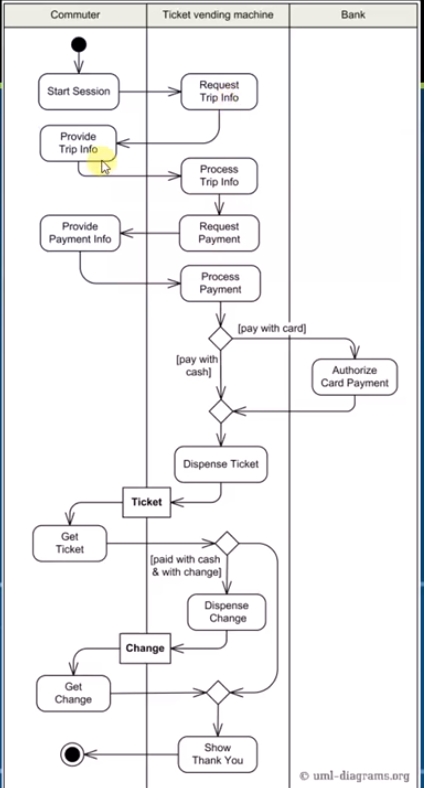 Commuter
Ticket vending machine
Bank
Start Session
Request
Trip Info
Provide
Trip Info
Process
Trip Info
Provide
Payment Info
Request
Payment
Process
Payment
[pay with card]
[pay with
cash]
Authorize
Card Payment
Dispense Ticket
Ticket
Get
Ticket
[paid with cash
& with change]
Dispense
Change
Change
Get
Change
Show
Thank You
© uml-diagrams.org